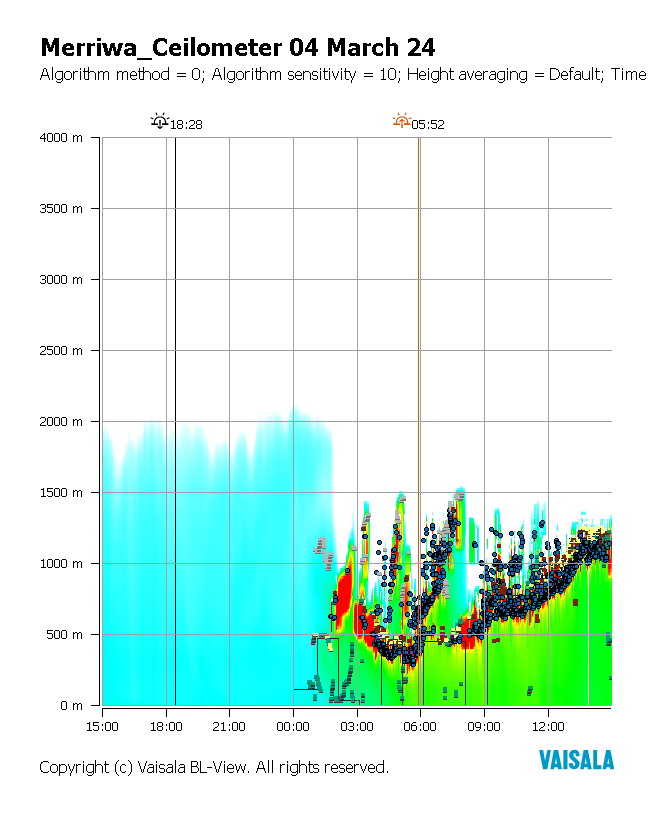 Merriwa_Ceilometer 04 March 24
Algorithm method = 0; Algorithm sensitivity = 10; Height averaging = Default; Time
18:28 05:52
4000 m
3500 m
3000 m
2500 m
2000 m
1500 m
1000 m
500 m
0 m
15:00 18:00 21:00 00:00 03:00 06:00 09:00 12:00
Copyright (c) Vaisala BL-View. All rights reserved.
VAISALA